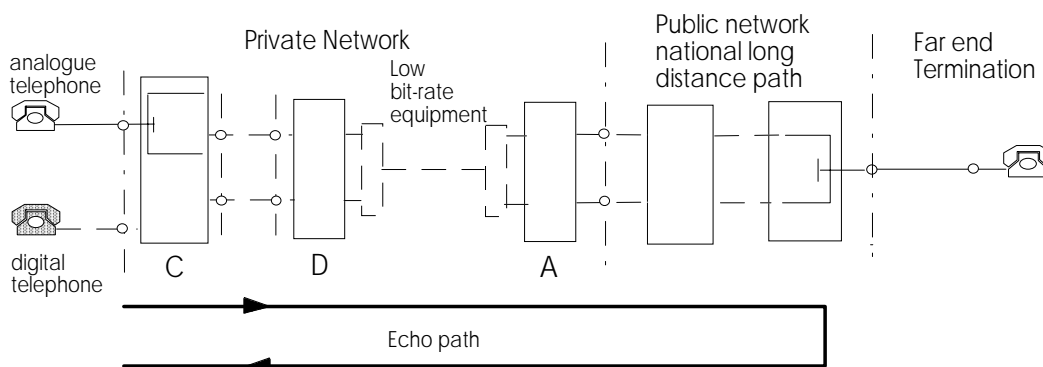 Private Network
Public network
national long
distance path
Far end
Termination
analogue
telephone
Low
bit-rate
equipment
digital
telephone
C
D
A
Echo path